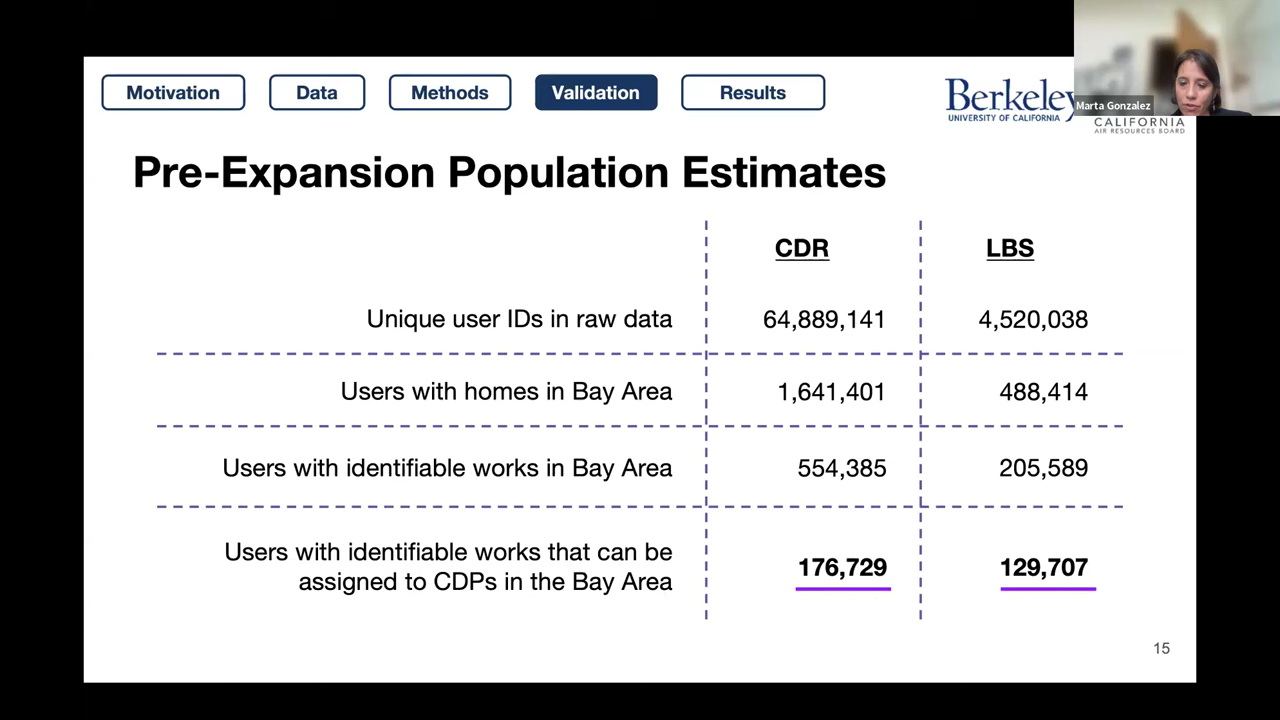 Motivation
Data
Methods
Validation
Results
Berkeley
UNIVERSITY OF CALIFORNIA
Marta Gonzalez
CALIFORNIA
AIR RESOURCES BOARD
Pre-Expansion Population Estimates
CDR LBS
Unique user IDs in raw data 64,889,141 4,520,038
Users with homes in Bay Area 1,641,401 488,414
Users with identifiable works in Bay Area 554,385 205,589
Users with identifiable works that can be
assigned to CDPs in the Bay Area 176,729 129,707
15